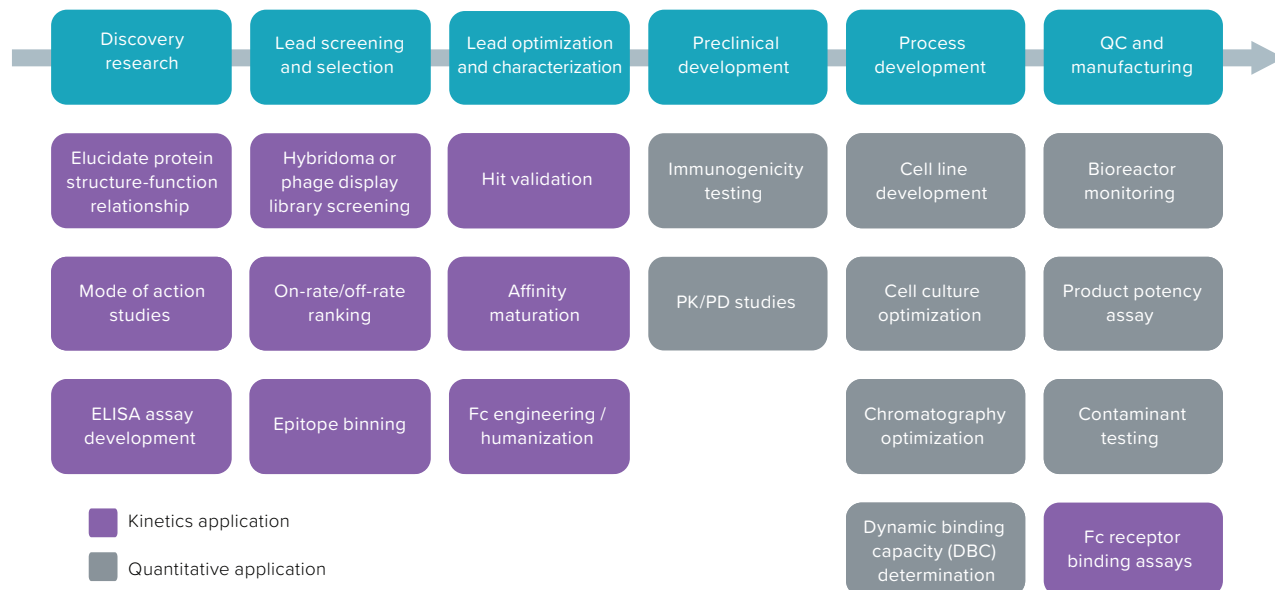 Discovery
research
Lead screening
and selection
Lead optimization
and characterization
Preclinical
development
Process
development
QC and
manufacturing
Elucidate protein
structure-function
relationship
Hybridoma or
phage display
library screening
Hit validation
Immunogenicity
testing
Cell line
development
Bioreactor
monitoring
Mode of action
studies
On-rate/off-rate
ranking
Affinity
maturation
PK/PD studies
Cell culture
optimization
Product potency
assay
ELISA assay
development
Epitope binning
Fc engineering /
humanization
Chromatography
optimization
Contaminant
testing
Kinetics application
Quantitative application
Dynamic binding
capacity (DBC)
determination
Fc receptor
binding assays